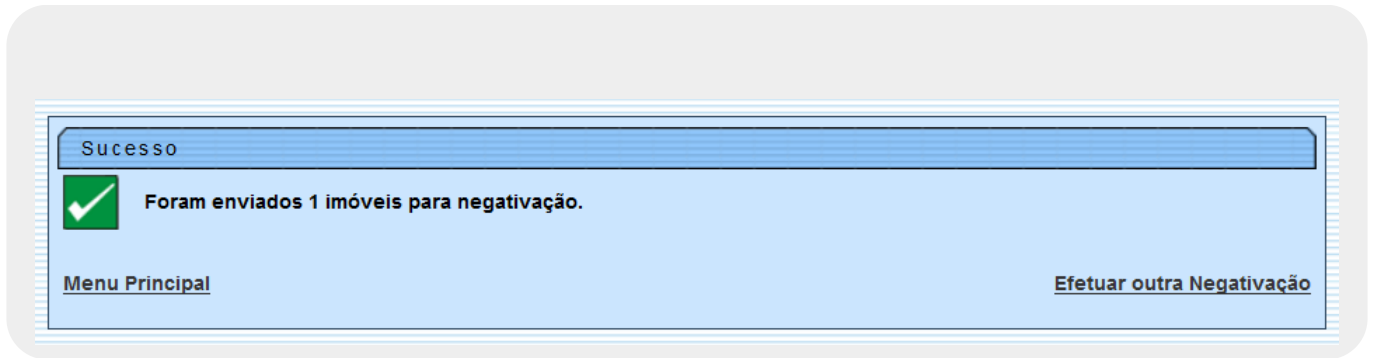 Sucesso
Foram enviados 1 imóveis para negativação.
Menu Principal
Efetuar outra Negativação